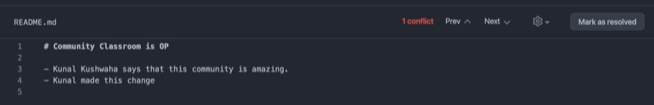 README.md
1 conflict Prev Next Mark as resolved
1 # Community Classroom is OP
2
3 - Kunal Kushwaha says that this community is amazing.
4 - Kunal made this change
5